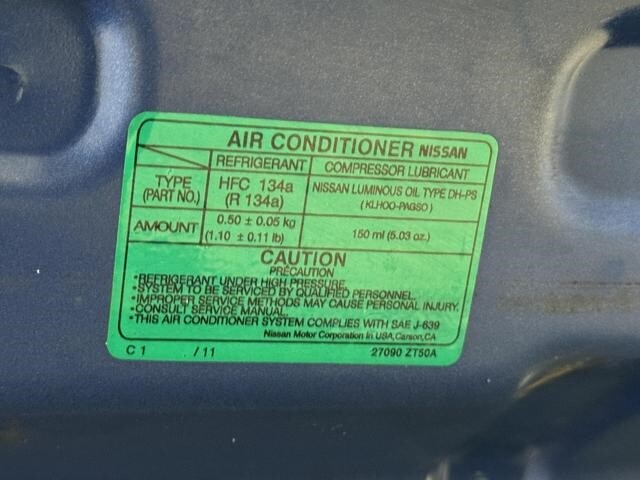 AIR CONDITIONER NISSAN
REFRIGERANT COMPRESSOR LUBRICANT
TYPE (PART NO.) HFC 134a (R 134a) NISSAN LUMINOUS OIL TYPE DH-PS (KLHOO-PAGSO)
AMOUNT 0.50 ± 0.05 kg (1.10 ± 0.11 lb) 150 ml (5.03 oz.)
CAUTION
PRÉCAUTION
•REFRIGERANT UNDER HIGH PRESSURE.
•SYSTEM TO BE SERVICED BY QUALIFIED PERSONNEL.
•IMPROPER SERVICE METHODS MAY CAUSE PERSONAL INJURY.
•CONSULT SERVICE MANUAL.
•THIS AIR CONDITIONER SYSTEM COMPLIES WITH SAE J-639
Nissan Motor Corporation In USA,Carson,CA
C 1 / 11 27090 ZT50A